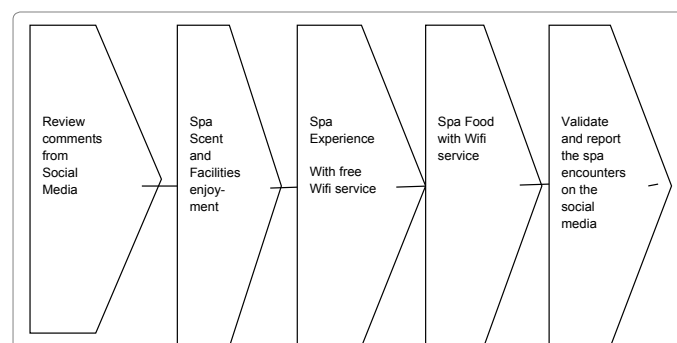 Review
comments
from
Social
Media
Spa
Scent
and
Facilities
enjoy-
ment
Spa
Experience
With free
Wifi service
Spa Food
with Wifi
service
Validate
and report
the spa
encounters
on the
social
media